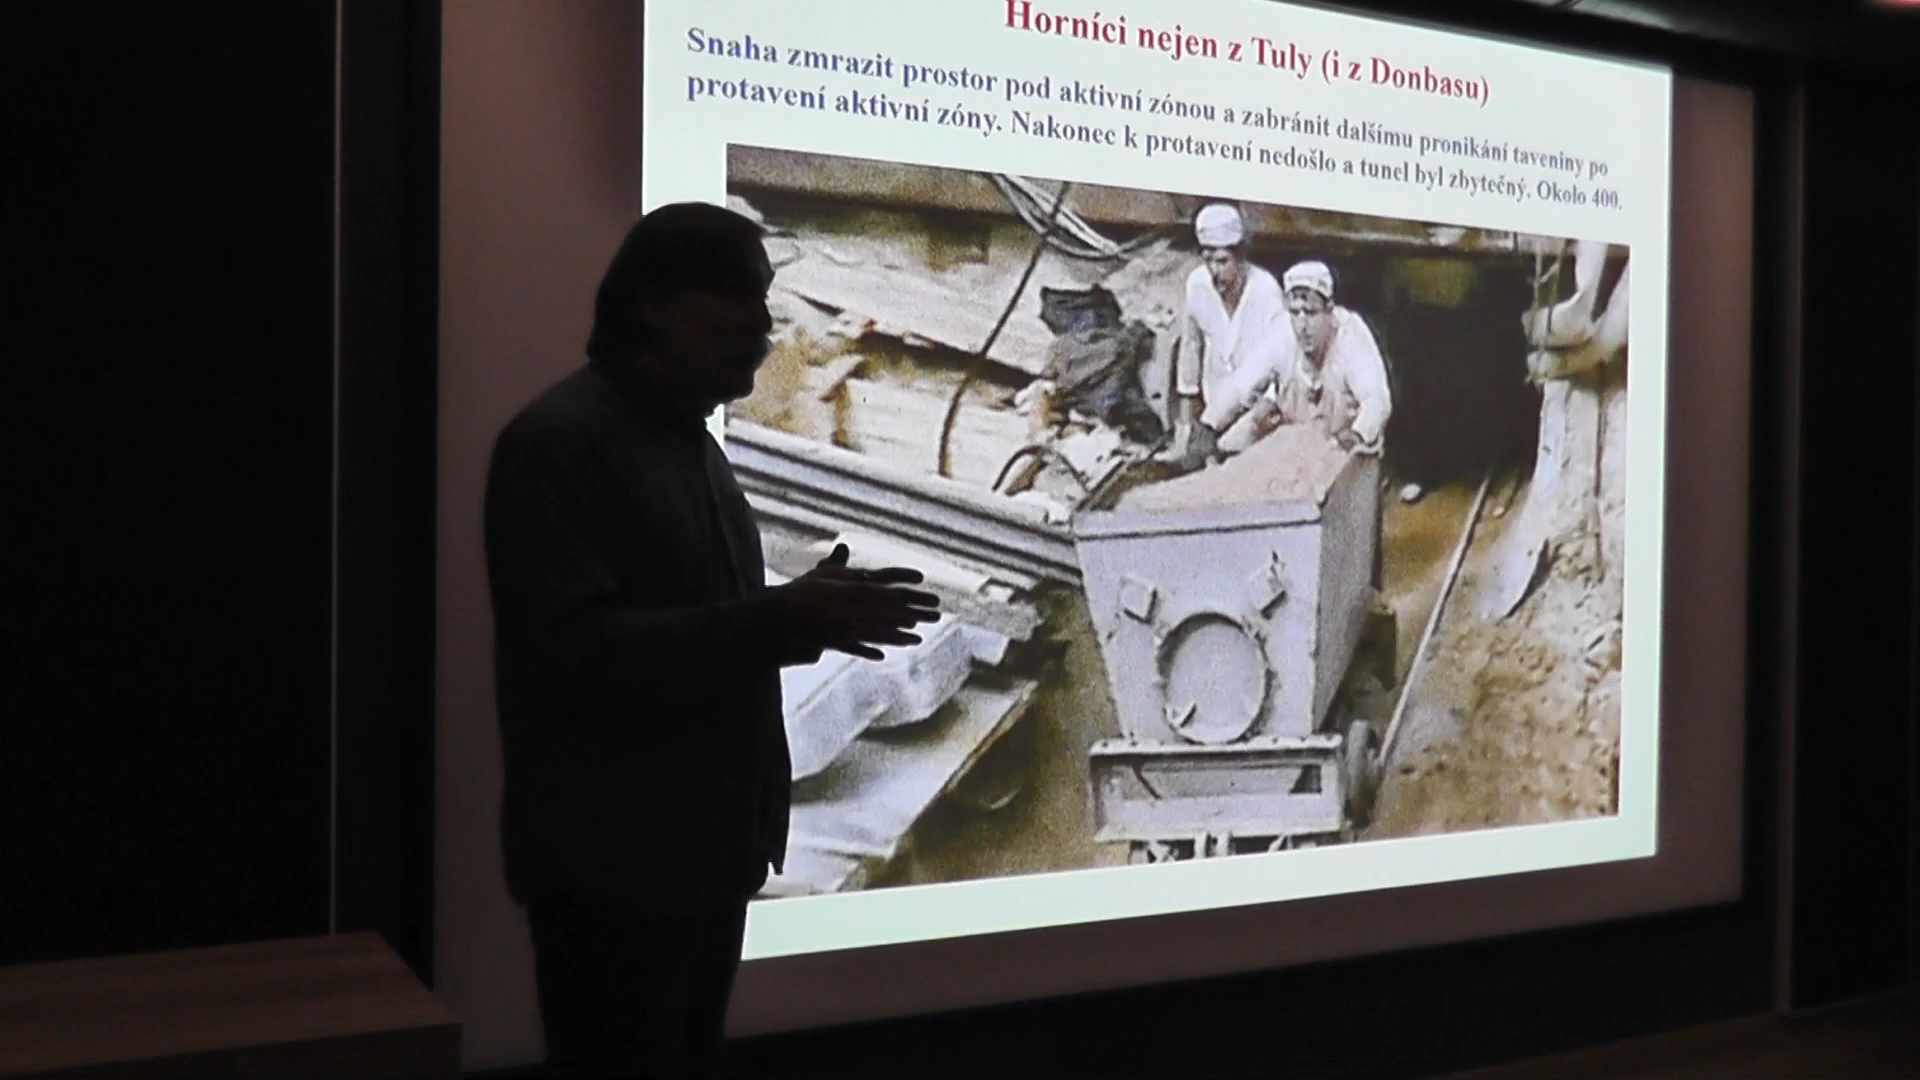 Horníci nejen z Tuly (i z Donbasu)
Snaha zmrazit prostor pod aktivní zónou a zabránit dalšímu pronikání taveniny po
protavení aktivní zóny. Nakonec k protavení nedošlo a tunel byl zbytečný. Okolo 400.